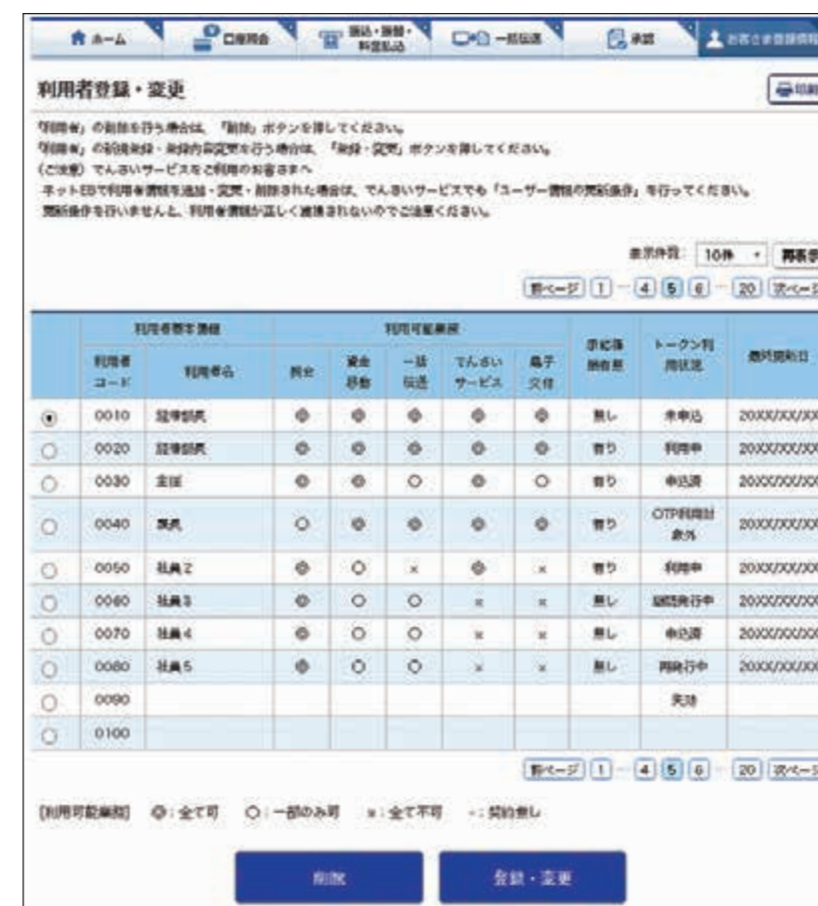 ホーム 口座照会 振込・振替・料金払込 一括伝送 承認 お客さま登録情報
利用者登録・変更
印刷
「利用者」の削除を行う場合は、「削除」ボタンを押してください。
「利用者」の新規登録・登録内容変更を行う場合は、「登録・変更」ボタンを押してください。
(ご注意) でんさいサービスをご利用のお客さまへ
ネットEBで利用者情報を追加・変更・削除された場合は、でんさいサービスでも「ユーザー情報の更新操作」を行ってください。
更新操作を行いませんと、利用者情報が正しく連携されないのでご注意ください。
表示件数: 10件 再表示
前ページ 1 … 4 5 6 … 20 次ページ
利用者基本情報 利用可能業務 承認権限有無 トークン利用状況 最終更新日
利用者コード 利用者名 照会 資金移動 一括伝送 でんさいサービス 電子交付
0010 ◎ ◎ ◎ ◎ ◎ 無し 未申込 20XX/XX/XX
0020 ◎ ◎ ◎ ◎ ◎ 有り 利用中 20XX/XX/XX
0030 ◎ ◎ ○ ◎ ○ 有り 申込済 20XX/XX/XX
0040 課長 ○ ◎ ◎ ◎ ◎ 有り OTP利用対象外 20XX/XX/XX
0050 社員2 ◎ ○ × ◎ × 有り 利用中 20XX/XX/XX
0060 社員3 ◎ ○ ○ × × 無し 20XX/XX/XX
0070 社員4 ◎ ○ ○ × × 無し 申込済 20XX/XX/XX
0080 社員5 ◎ ○ ○ × × 無し 再発行中 20XX/XX/XX
0090 失効
0100
前ページ 1 … 4 5 6 … 20 次ページ
[利用可能業務] ◎:全て可 ○:一部のみ可 ×:全て不可 -:契約無し
削除 登録・変更